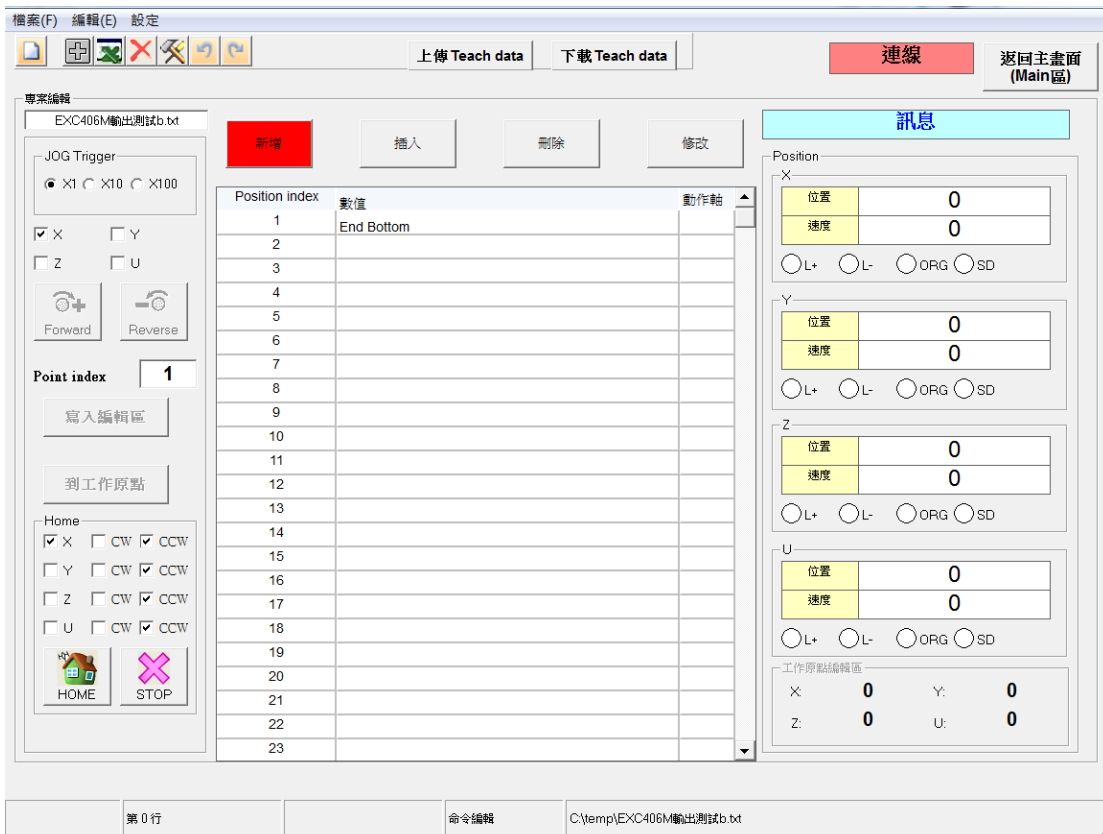 檔案(F) 編輯(E) 設定
上傳 Teach data 下載 Teach data 連線 返回主畫面
(Main區)
專案編輯
EXC406M輸出測試b.txt
新增 插入 刪除 修改
訊息
JOG Trigger
X1 X10 X100
X Y
Z U
Forward Reverse
Point index 1
寫入編輯區
到工作原點
Home
X CW CCW
Y CW CCW
Z CW CCW
U CW CCW
HOME STOP
Position index 數值 動作軸
1 End Bottom
2
3
4
5
6
7
8
9
10
11
12
13
14
15
16
17
18
19
20
21
22
23
Position
X
位置 0
速度 0
L+ L- ORG SD
Y
位置 0
速度 0
L+ L- ORG SD
Z
位置 0
速度 0
L+ L- ORG SD
U
位置 0
速度 0
L+ L- ORG SD
工作原點編輯區
X: 0 Y: 0
Z: 0 U: 0
第 0 行 命令編輯 C:\temp\EXC406M輸出測試b.txt